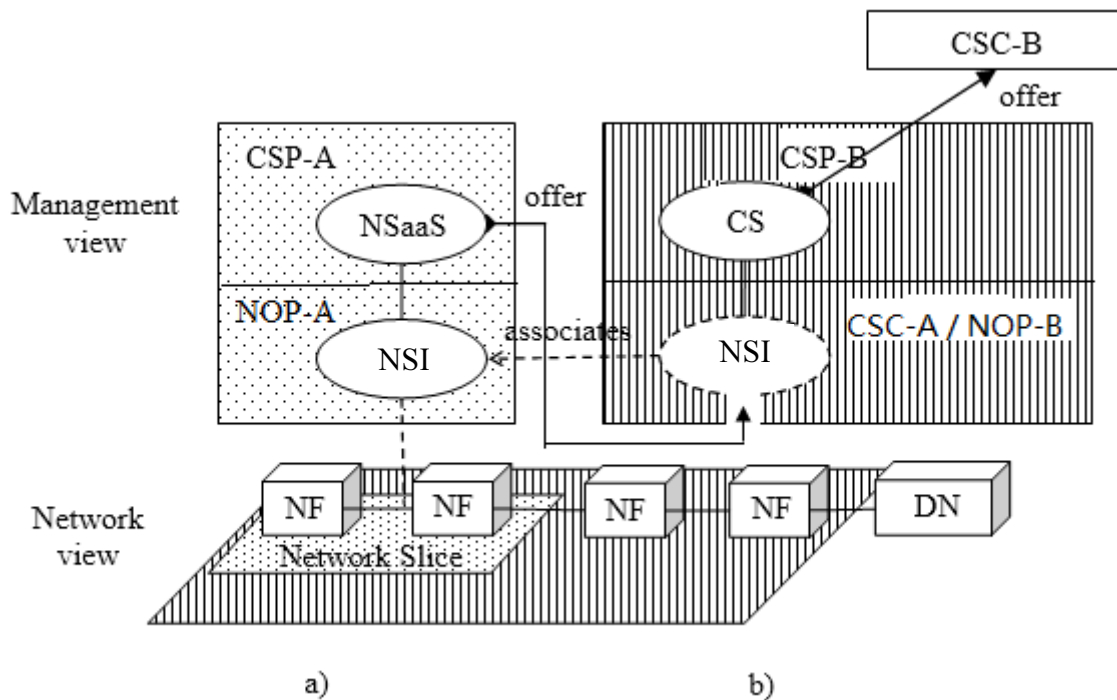 CSC-B
offer
CSP-A
CSP-B
Management
view
offer
NSaaS
CS
NOP-A
CSC-A / NOP-B
associates
NSI
NSI
Network
view
NF
NF
NF
NF
DN
Network Slice
a)
b)